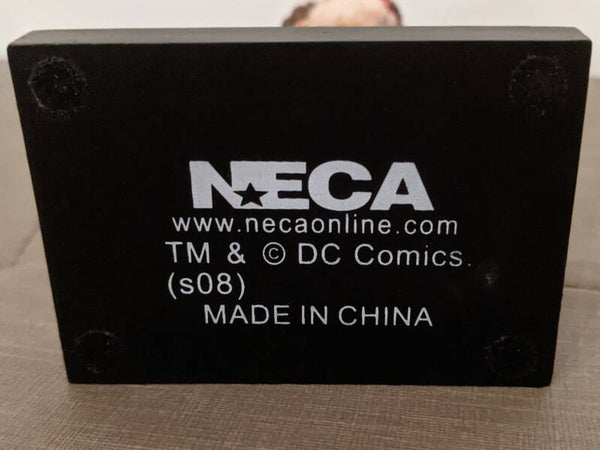 NECA
www.necaonline.com
TM & © DC Comics.
(s08)
MADE IN CHINA